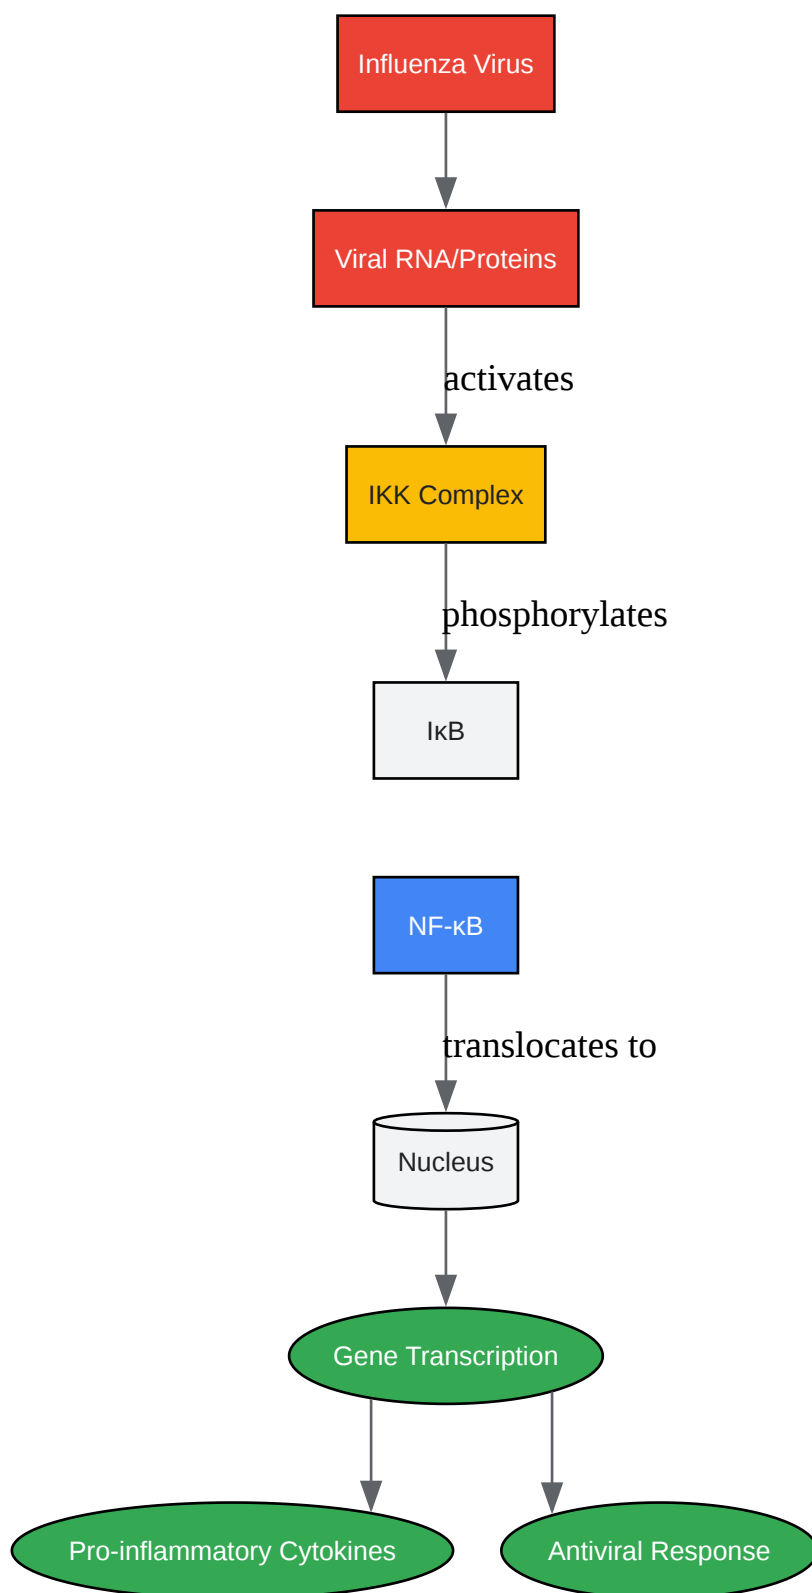 Influenza Virus
Viral RNA/Proteins
activates
IKK Complex
phosphorylates
IκB
NF-κB
translocates to
Nucleus
Gene Transcription
Pro-inflammatory Cytokines
Antiviral Response